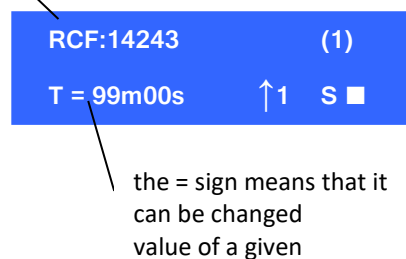 RCF:14243 (1)
T = 99m00s ↑1 S ■
the = sign means that it
can be changed
value of a given